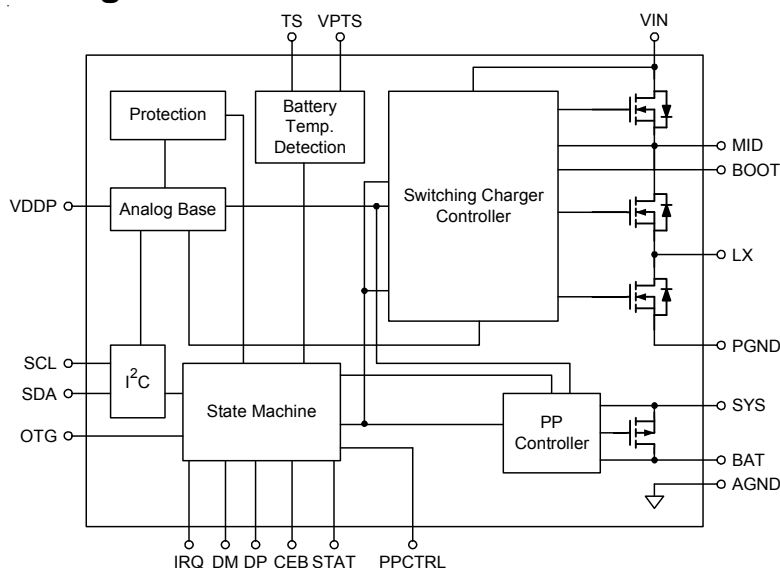 TS VPTS VIN
Protection
Battery
Temp.
Detection
MID
BOOT
Switching Charger
Controller
VDDP
Analog Base
LX
PGND
SCL
SDA
I²C
OTG
State Machine
PP
Controller
SYS
BAT
AGND
IRQ DM DP CEB STAT PPCTRL